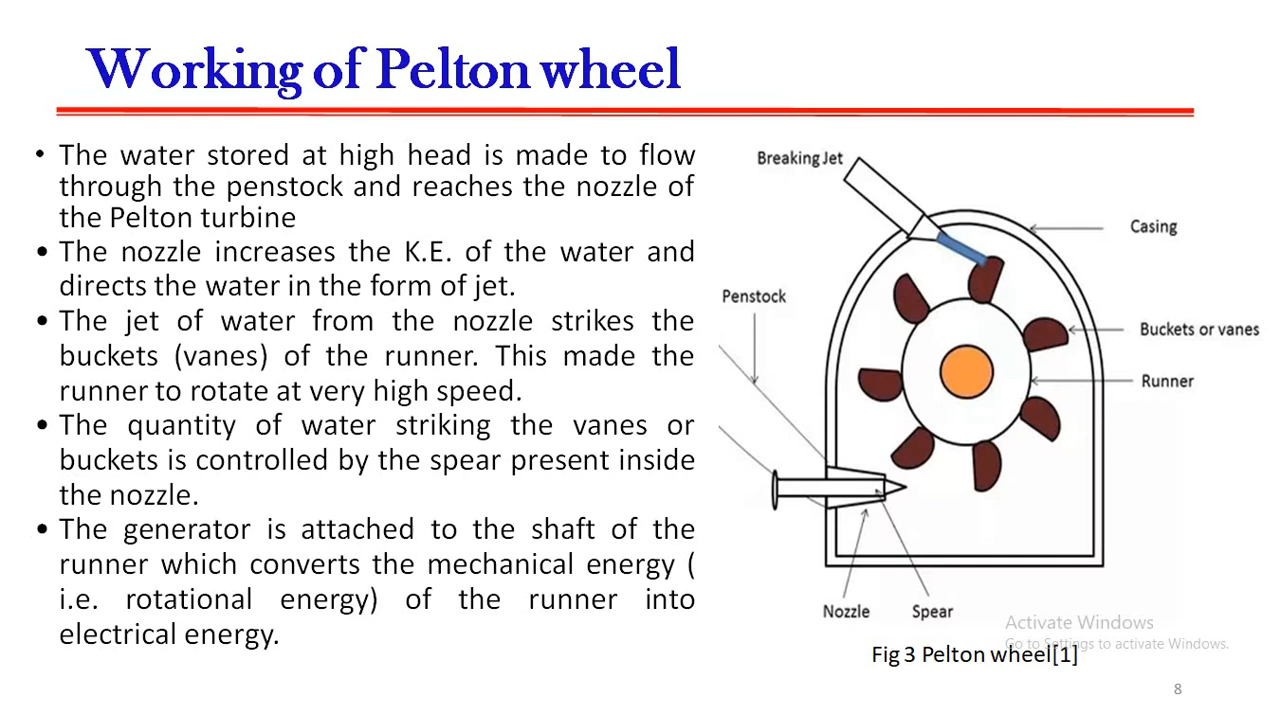 Working of Pelton wheel
• The water stored at high head is made to flow
through the penstock and reaches the nozzle of
the Pelton turbine
• The nozzle increases the K.E. of the water and
directs the water in the form of jet.
• The jet of water from the nozzle strikes the
buckets (vanes) of the runner. This made the
runner to rotate at very high speed.
• The quantity of water striking the vanes or
buckets is controlled by the spear present inside
the nozzle.
• The generator is attached to the shaft of the
runner which converts the mechanical energy (
i.e. rotational energy) of the runner into
electrical energy.
Breaking Jet
Casing
Penstock
Buckets or vanes
Runner
Nozzle
Spear
Activate Windows
Go to Settings to activate Windows.
Fig 3 Pelton wheel[1]
8